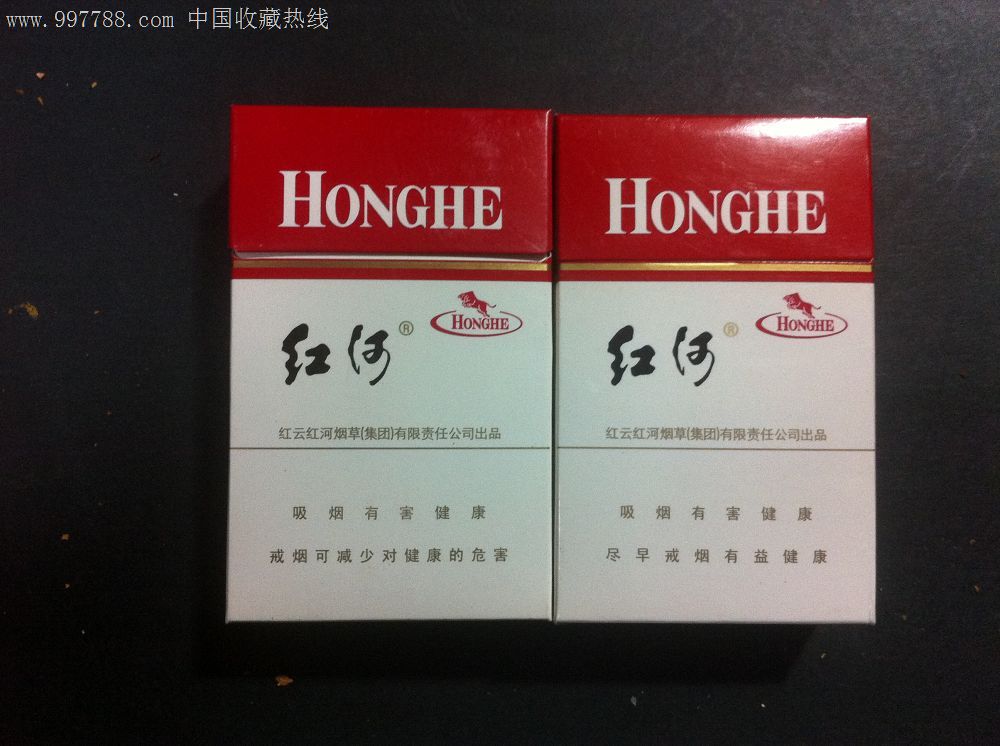 www.997788.com 中国收藏热线
HONGHE
HONGHE
红河®
HONGHE
红云红河烟草(集团)有限责任公司出品
吸烟有害健康
戒烟可减少对健康的危害
HONGHE
HONGHE
红河®
红云红河烟草(集团)有限责任公司出品
吸烟有害健康
尽早戒烟有益健康